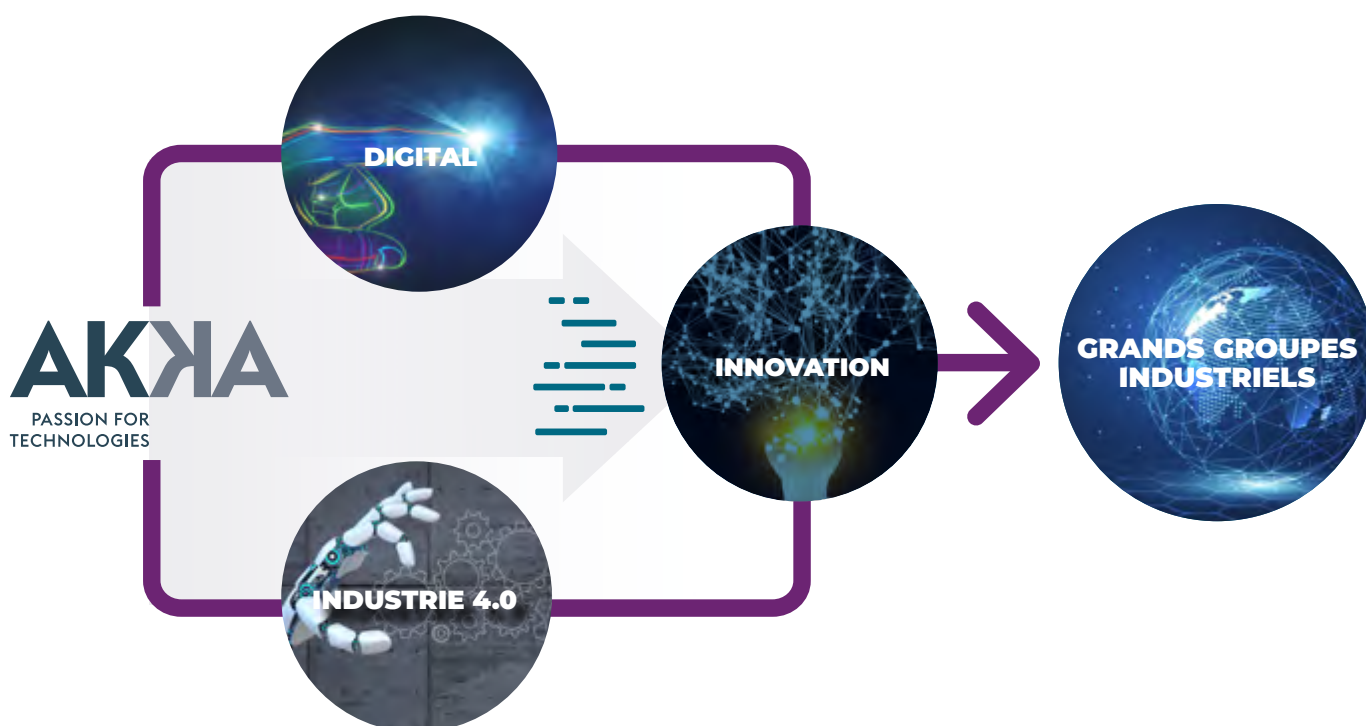 DIGITAL
AKKA
PASSION FOR
TECHNOLOGIES
INNOVATION
GRANDS GROUPES
INDUSTRIELS
INDUSTRIE 4.0